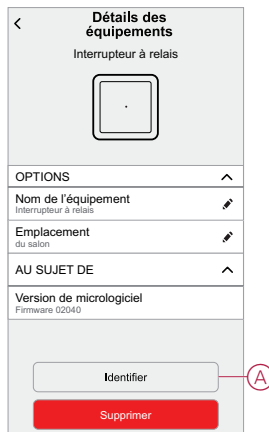 Détails des
équipements
Interrupteur à relais
OPTIONS
Nom de l'équipement
Interrupteur à relais
Emplacement
du salon
AU SUJET DE
Version de micrologiciel
Firmware 02040
Identifier
A
Supprimer